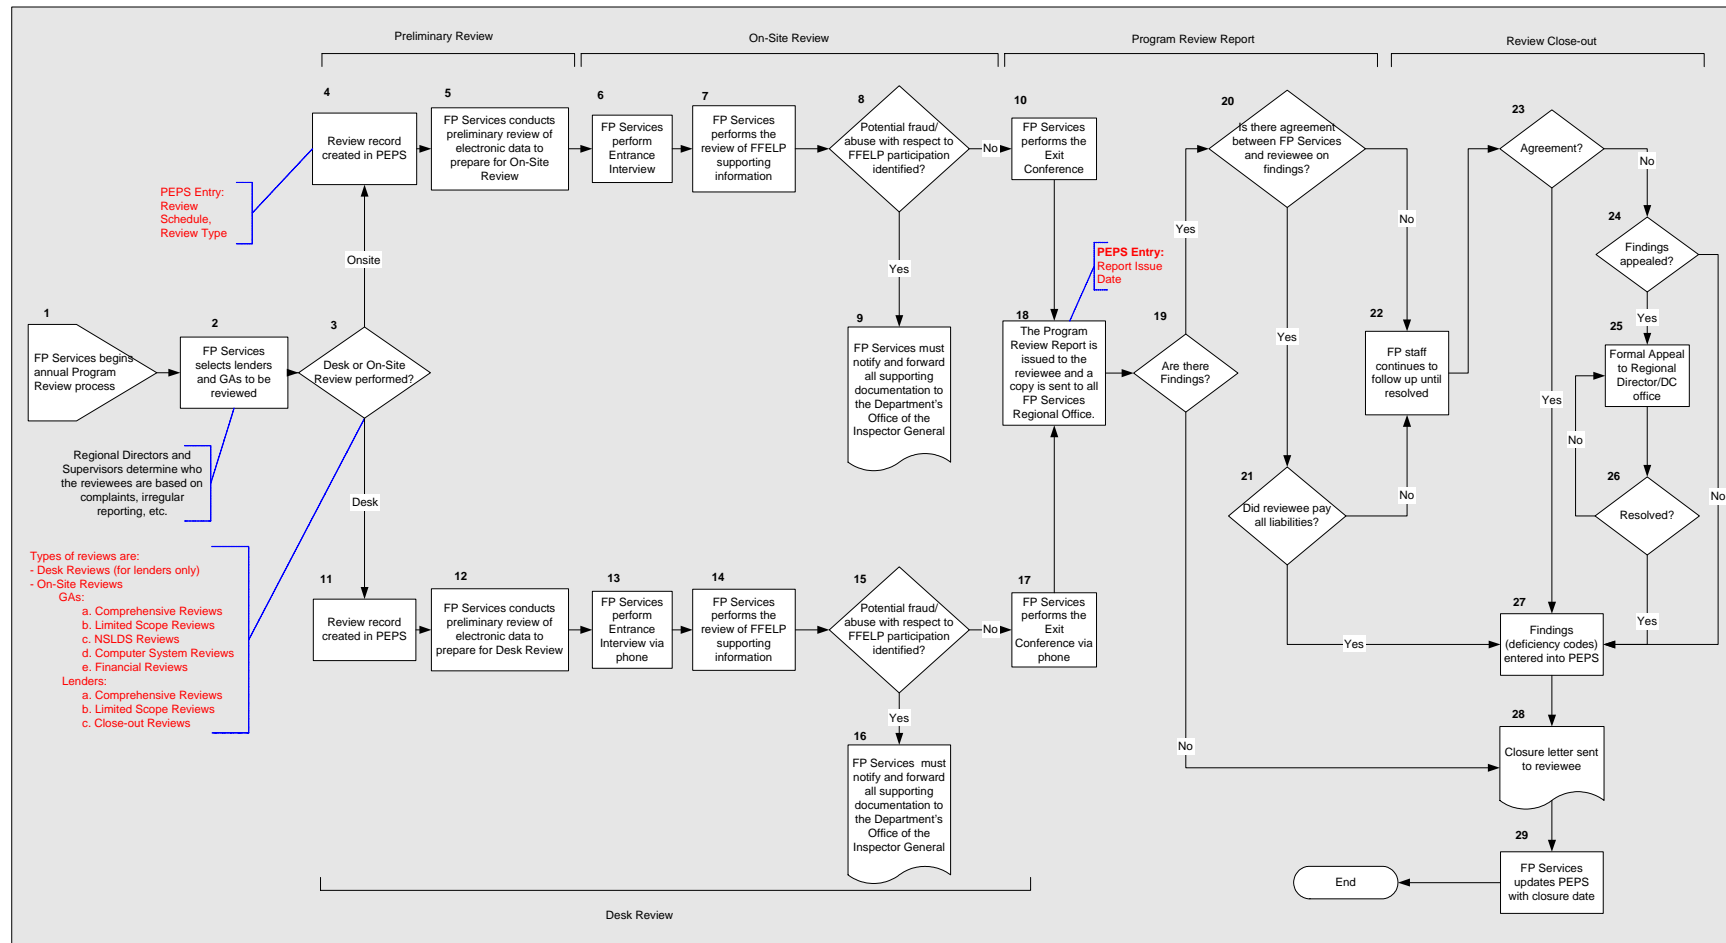 Preliminary Review
On-Site Review
Program Review Report
Review Close-out
4
Review record
created in PEPS
5
FP Services conducts
preliminary review of
electronic data to
prepare for On-Site
Review
6
FP Services
perform
Entrance
Interview
7
FP Services
performs the
review of FFELP
supporting
information
8
Potential fraud/
abuse with respect to
FFELP participation
identified?
No
10
FP Services
performs the
Exit
Conference
20
Is there agreement
between FP Services
and reviewee on
findings?
23
Agreement?
No
PEPS Entry:
Review
Schedule,
Review Type
Onsite
Yes
Yes
No
24
Findings
appealed?
PEPS Entry:
Report Issue
Date
1
FP Services begins
annual Program
Review process
2
FP Services
selects lenders
and GAs to be
reviewed
3
Desk or On-Site
Review performed?
9
FP Services must
notify and forward
all supporting
documentation to
the Department's
Office of the
Inspector General
18
The Program
Review Report is
issued to the
reviewee and a
copy is sent to all
FP Services
Regional Office.
19
Are there
Findings?
Yes
22
FP staff
continues to
follow up until
resolved
Yes
25
Formal Appeal
to Regional
Director/DC
office
Yes
No
Regional Directors and
Supervisors determine who
the reviewees are based on
complaints, irregular
reporting, etc.
Desk
21
Did reviewee pay
all liabilities?
No
26
Resolved?
No
Types of reviews are:
- Desk Reviews (for lenders only)
- On-Site Reviews
GAs:
a. Comprehensive Reviews
b. Limited Scope Reviews
c. NSLDS Reviews
d. Computer System Reviews
e. Financial Reviews
Lenders:
a. Comprehensive Reviews
b. Limited Scope Reviews
c. Close-out Reviews
11
Review record
created in PEPS
12
FP Services conducts
preliminary review of
electronic data to
prepare for Desk Review
13
FP Services
perform
Entrance
Interview via
phone
14
FP Services
performs the
review of FFELP
supporting
information
15
Potential fraud/
abuse with respect to
FFELP participation
identified?
No
17
FP Services
performs the
Exit
Conference via
phone
Yes
27
Findings
(deficiency codes)
entered into PEPS
Yes
Yes
16
FP Services must
notify and forward
all supporting
documentation to
the Department's
Office of the
Inspector General
No
28
Closure letter sent
to reviewee
29
FP Services
updates PEPS
with closure date
End
Desk Review